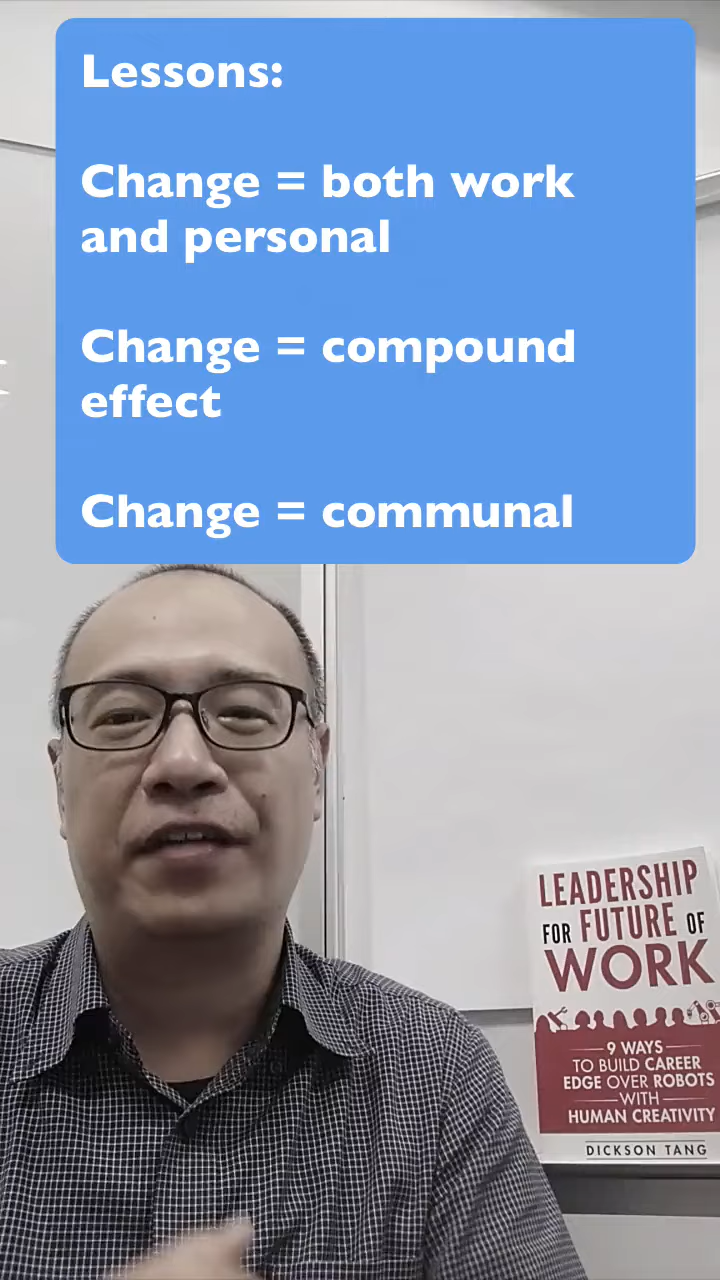 Lessons:
Change = both work
and personal
Change = compound
effect
Change = communal
LEADERSHIP
FOR FUTURE OF
WORK
9 WAYS
TO BUILD CAREER
EDGE OVER ROBOTS
WITH
HUMAN CREATIVITY
DICKSON TANG